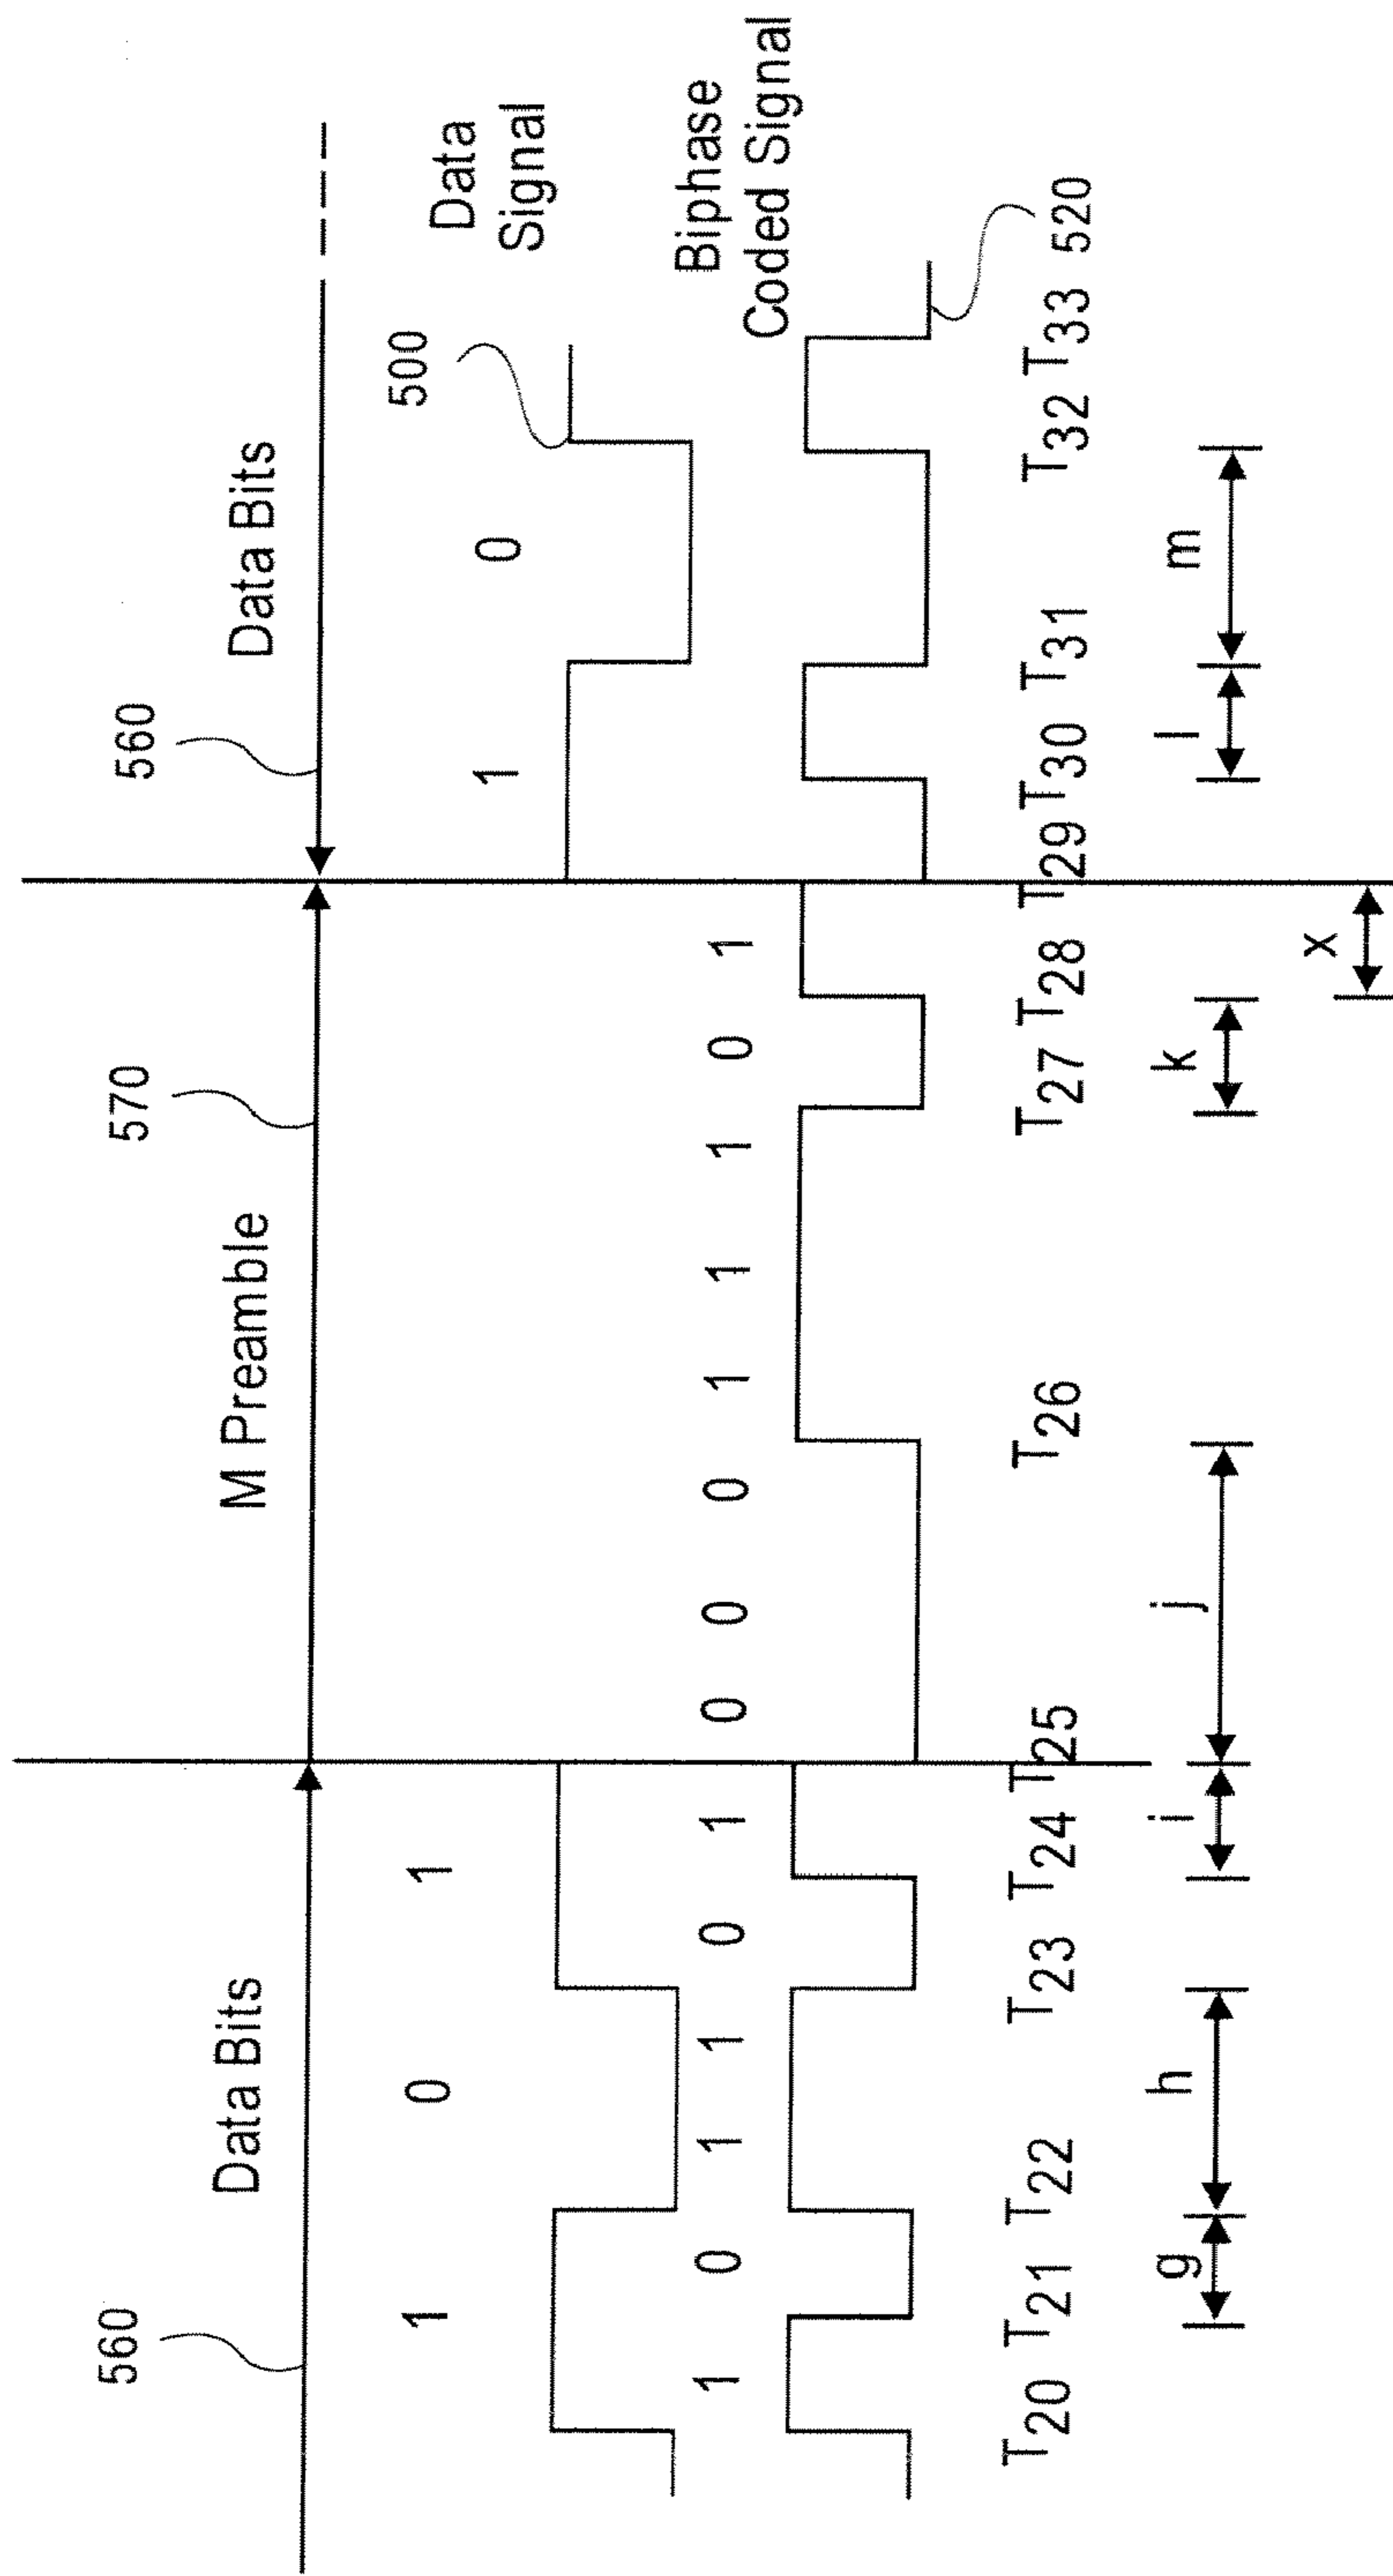 560
570
560
Data Bits
M Preamble
Data Bits
Data
Signal
500
1 0 1
1 0
1 0 1 1 0 1 0 0 0 1 1 1 0 1
Biphase
Coded Signal
520
T20 T21 T22 T23 T24 T25 T26 T27 T28 T29 T30 T31 T32 T33
g h i j k l m
x